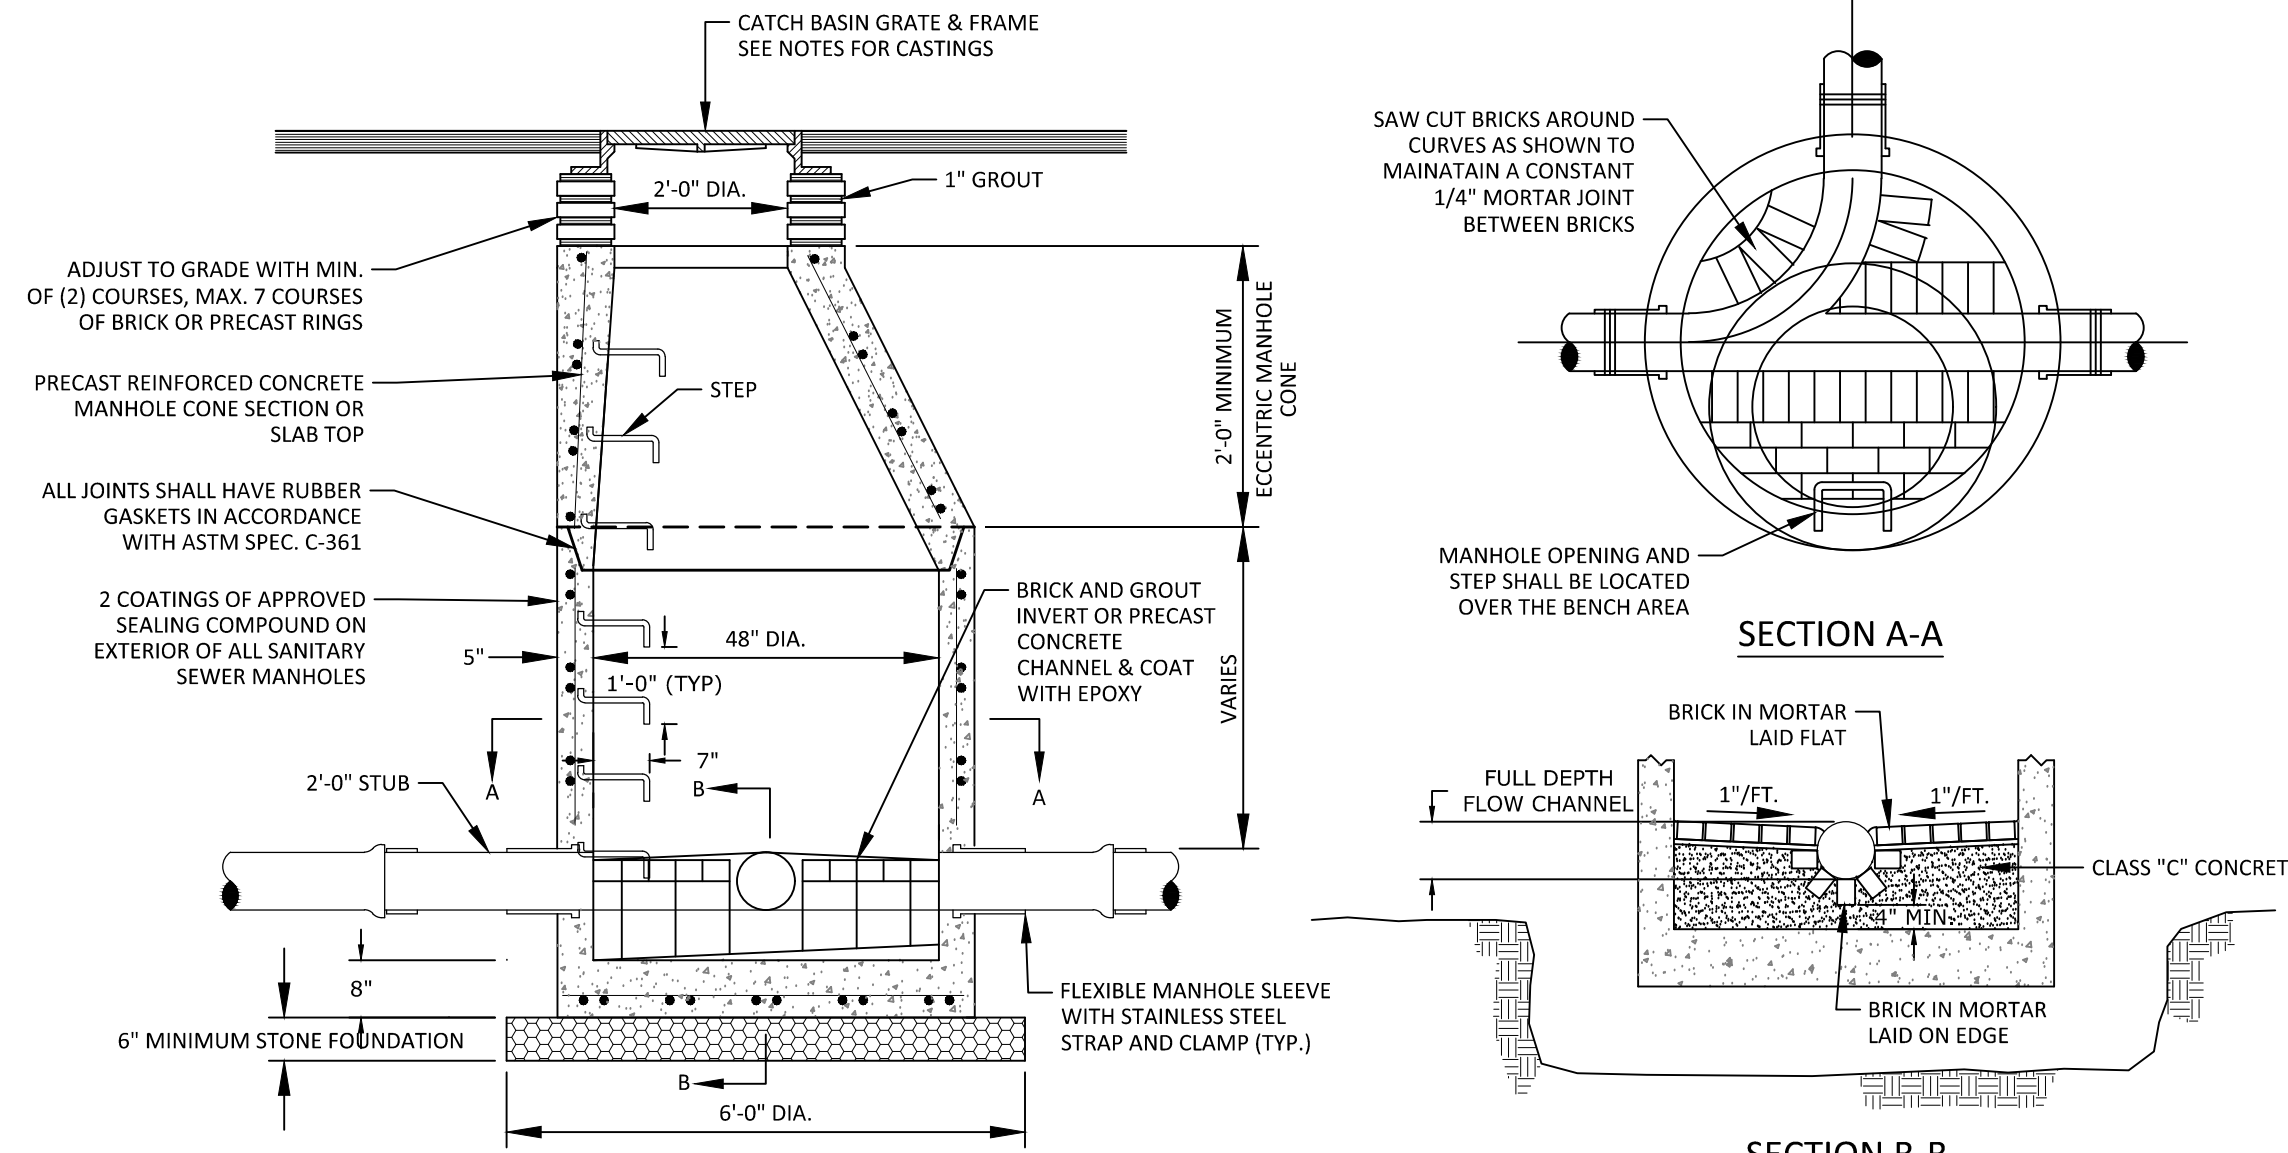 CATCH BASIN GRATE & FRAME
SEE NOTES FOR CASTINGS
1" GROUT
2'-0" DIA.
ADJUST TO GRADE WITH MIN.
OF (2) COURSES, MAX. 7 COURSES
OF BRICK OR PRECAST RINGS
PRECAST REINFORCED CONCRETE
MANHOLE CONE SECTION OR
SLAB TOP
STEP
2'-0" MINIMUM
ECCENTRIC MANHOLE
CONE
ALL JOINTS SHALL HAVE RUBBER
GASKETS IN ACCORDANCE
WITH ASTM SPEC. C-361
2 COATINGS OF APPROVED
SEALING COMPOUND ON
EXTERIOR OF ALL SANITARY
SEWER MANHOLES
BRICK AND GROUT
INVERT OR PRECAST
CONCRETE
CHANNEL & COAT
WITH EPOXY
48" DIA.
5"
1'-0" (TYP)
VARIES
7"
A
A
B
2'-0" STUB
8"
6" MINIMUM STONE FOUNDATION
FLEXIBLE MANHOLE SLEEVE
WITH STAINLESS STEEL
STRAP AND CLAMP (TYP.)
B
6'-0" DIA.
SAW CUT BRICKS AROUND
CURVES AS SHOWN TO
MAINATAIN A CONSTANT
1/4" MORTAR JOINT
BETWEEN BRICKS
MANHOLE OPENING AND
STEP SHALL BE LOCATED
OVER THE BENCH AREA
SECTION A-A
BRICK IN MORTAR
LAID FLAT
FULL DEPTH
FLOW CHANNEL
1"/FT.
1"/FT.
CLASS "C" CONCRET
4" MIN.
BRICK IN MORTAR
LAID ON EDGE
SECTION B-B